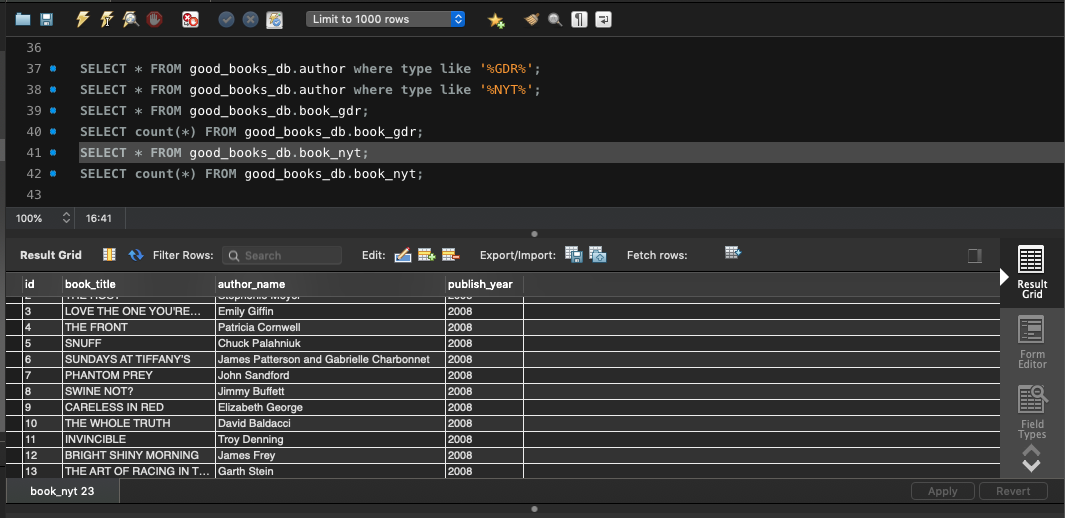 Limit to 1000 rows
36
37 SELECT * FROM good_books_db.author where type like '%GDR%';
38 SELECT * FROM good_books_db.author where type like '%NYT%';
39 SELECT * FROM good_books_db.book_gdr;
40 SELECT count(*) FROM good_books_db.book_gdr;
41 SELECT * FROM good_books_db.book_nyt;
42 SELECT count(*) FROM good_books_db.book_nyt;
43
100% 16:41
Result Grid Filter Rows: Search Edit: Export/Import: Fetch rows:
id book_title author_name publish_year
2 THE HOST Stephenie Meyer 2008
3 LOVE THE ONE YOU'RE... Emily Giffin 2008
4 THE FRONT Patricia Cornwell 2008
5 SNUFF Chuck Palahniuk 2008
6 SUNDAYS AT TIFFANY'S James Patterson and Gabrielle Charbonnet 2008
7 PHANTOM PREY John Sandford 2008
8 SWINE NOT? Jimmy Buffett 2008
9 CARELESS IN RED Elizabeth George 2008
10 THE WHOLE TRUTH David Baldacci 2008
11 INVINCIBLE Troy Denning 2008
12 BRIGHT SHINY MORNING James Frey 2008
13 THE ART OF RACING IN T... Garth Stein 2008
Result
Grid
Form
Editor
Field
Types
book_nyt 23 Apply Revert